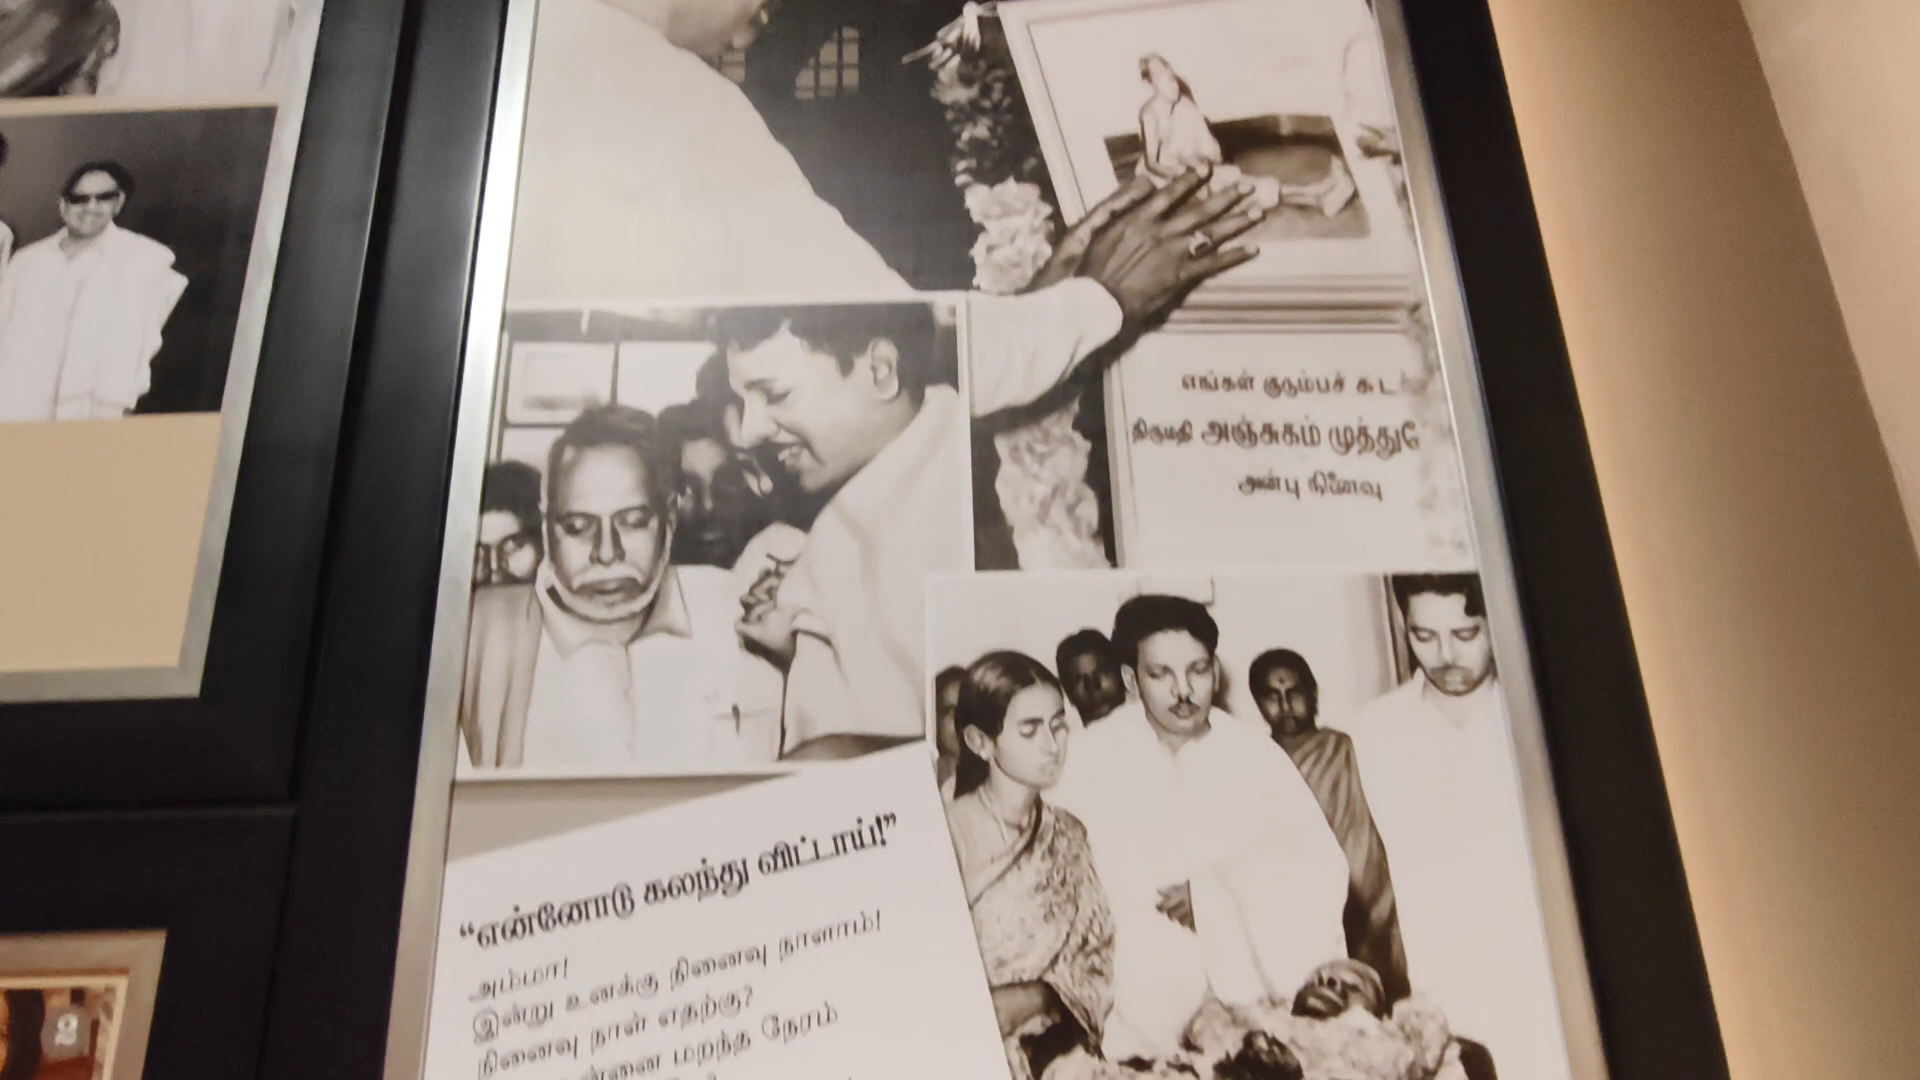 எங்கள் குடும்பச் சுட
திருமதி அஞ்சுகம் முத்துவே
அன்பு நினைவு
“என்னோடு கலந்து விட்டாய்!”
அம்மா!
இன்று உனக்கு நினைவு நாளாம்!
நினைவு நாள் எதற்கு?
மறந்த நேரம்